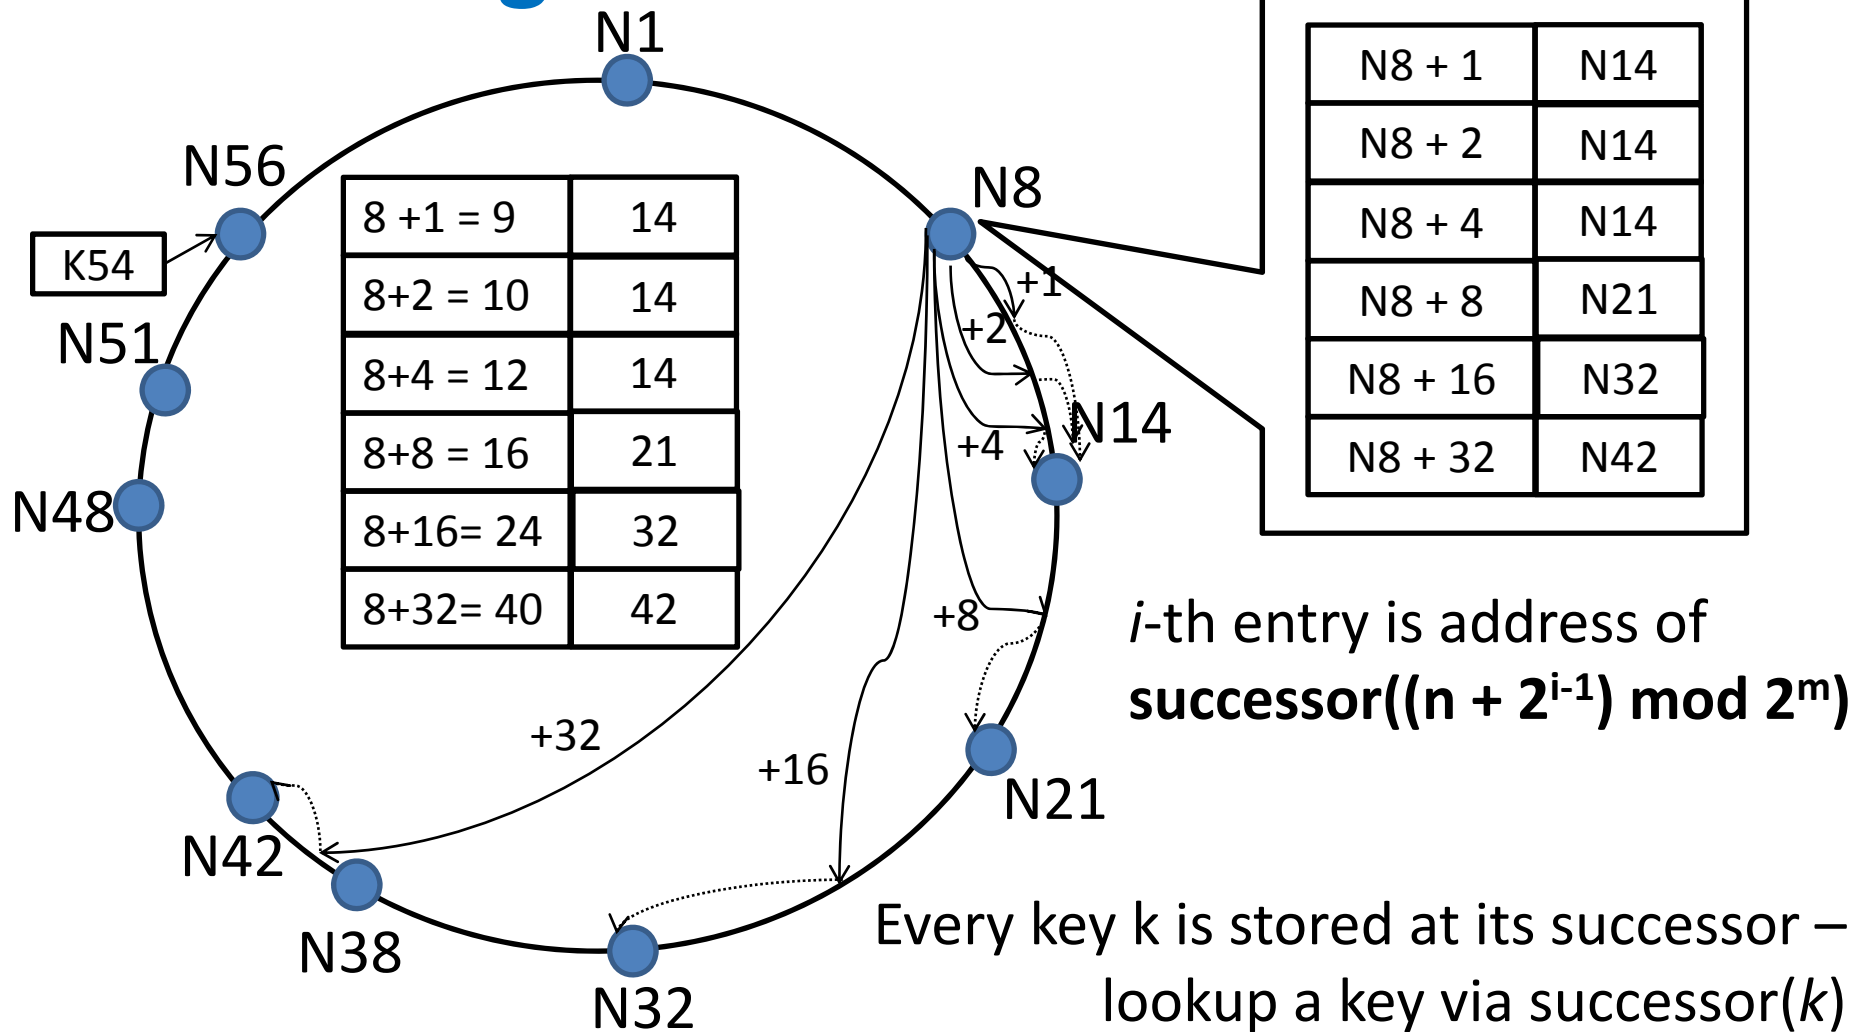 N1
N56
N8
K54
N51
N48
N14
N42
N38
N32
N21
8 +1 = 9 14
8+2 = 10 14
8+4 = 12 14
8+8 = 16 21
8+16= 24 32
8+32= 40 42
+1
+2
+4
+8
+16
+32
N8 + 1 N14
N8 + 2 N14
N8 + 4 N14
N8 + 8 N21
N8 + 16 N32
N8 + 32 N42
i-th entry is address of
successor((n + 2^{i-1}) mod 2^m)
Every key k is stored at its successor –
lookup a key via successor(k)